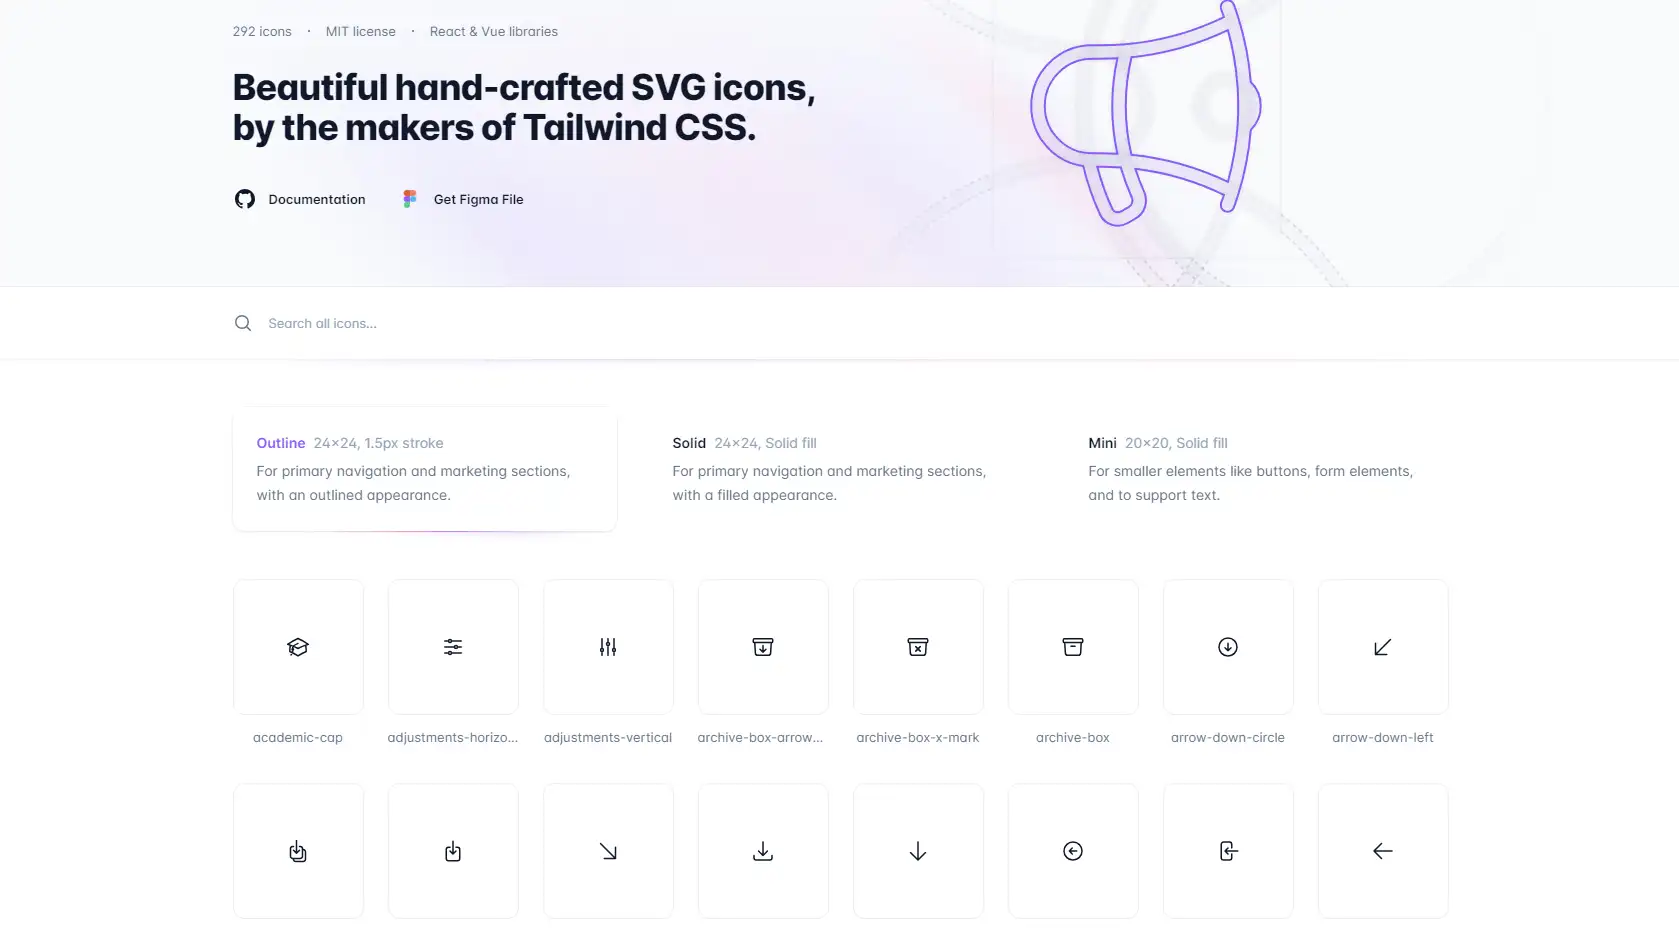 292 icons · MIT license · React & Vue libraries
Beautiful hand-crafted SVG icons,
by the makers of Tailwind CSS.
Documentation Get Figma File
Search all icons...
Outline 24×24, 1.5px stroke
For primary navigation and marketing sections,
with an outlined appearance.
Solid 24×24, Solid fill
For primary navigation and marketing sections,
with a filled appearance.
Mini 20×20, Solid fill
For smaller elements like buttons, form elements,
and to support text.
academic-cap adjustments-horizo... adjustments-vertical archive-box-arrow... archive-box-x-mark archive-box arrow-down-circle arrow-down-left